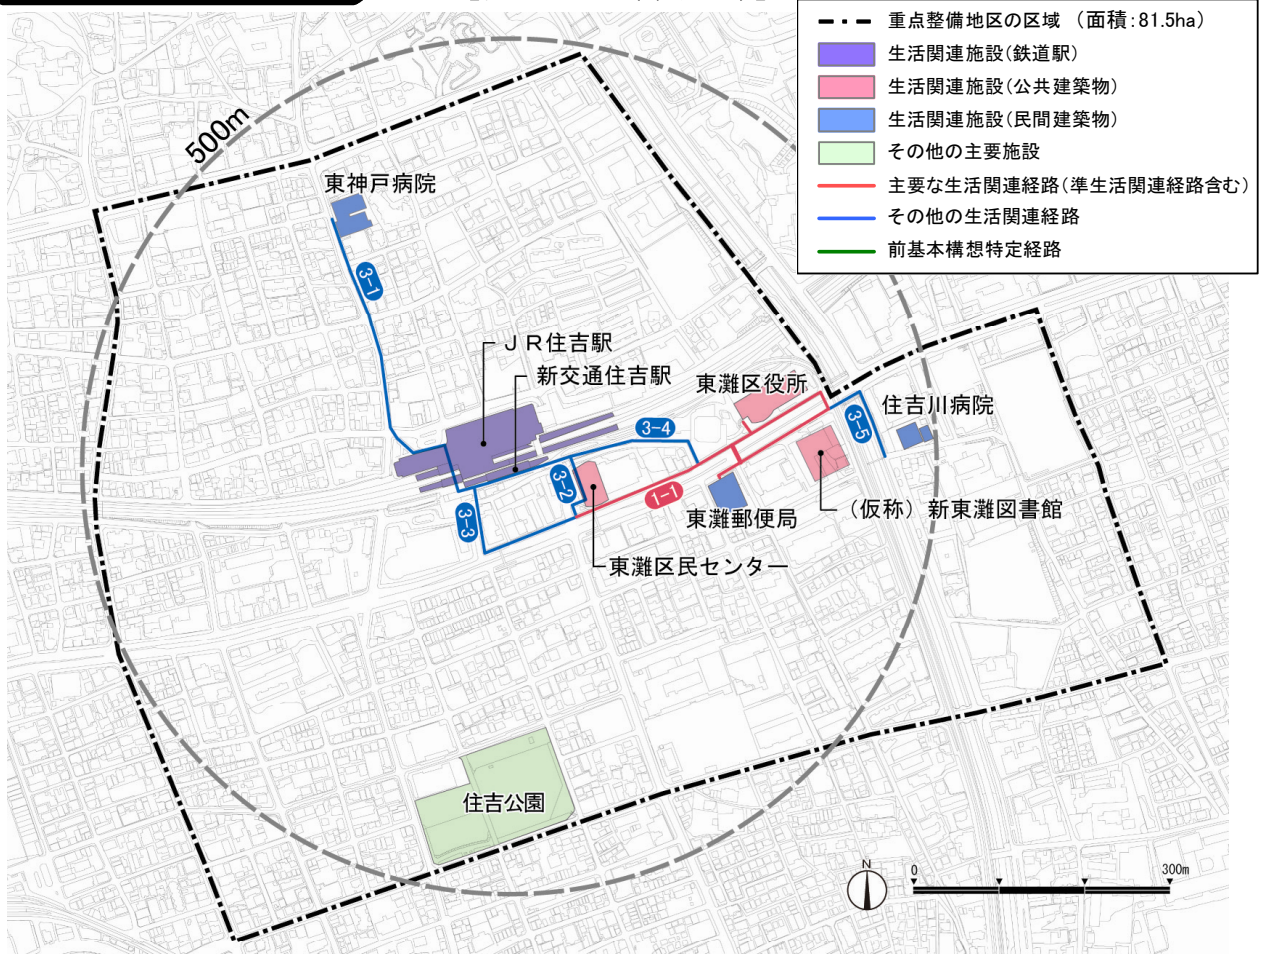 重点整備地区の区域 （面積:81.5ha）
生活関連施設(鉄道駅)
生活関連施設(公共建築物)
生活関連施設(民間建築物)
その他の主要施設
主要な生活関連経路(準生活関連経路含む)
その他の生活関連経路
前基本構想特定経路
500m
東神戸病院
3-1
ＪＲ住吉駅
新交通住吉駅
東灘区役所
住吉川病院
3-4
3-5
3-2
1-1
3-3
東灘郵便局
（仮称）新東灘図書館
東灘区民センター
住吉公園
N
0
300m